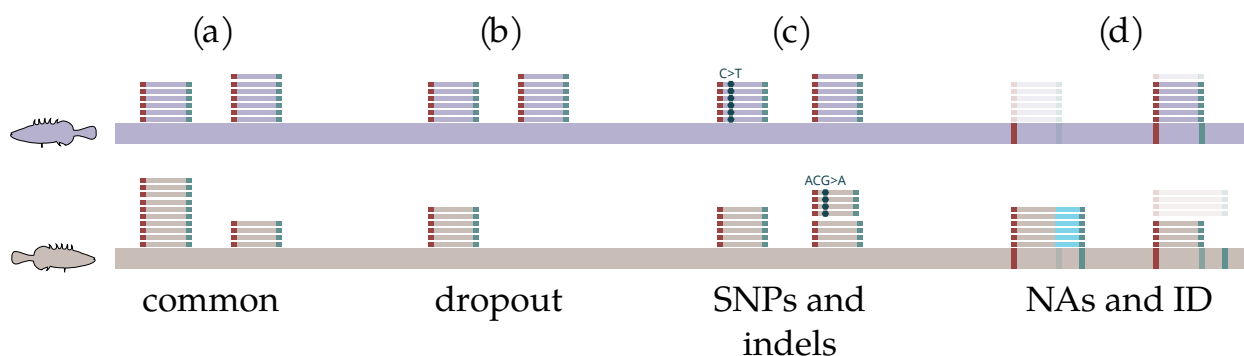 (a) (b) (c) (d)
C>T
ACG>A
common dropout SNPs and NAs and ID
indels